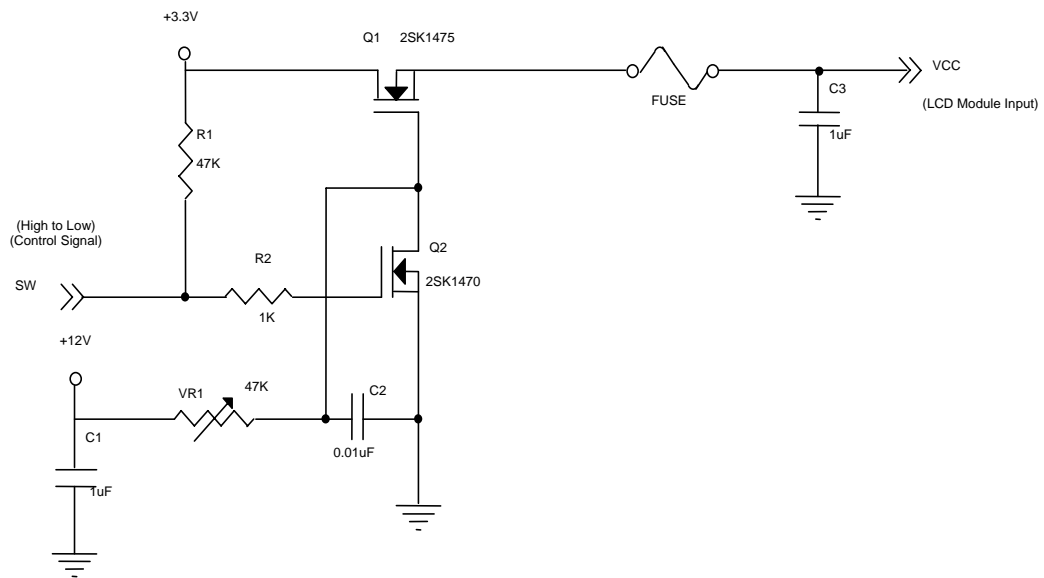 +3.3V
Q1 2SK1475
VCC
FUSE
C3
(LCD Module Input)
R1
1uF
47K
(High to Low)
(Control Signal)
Q2
R2
SW
2SK1470
1K
+12V
VR1
47K
C2
C1
0.01uF
1uF